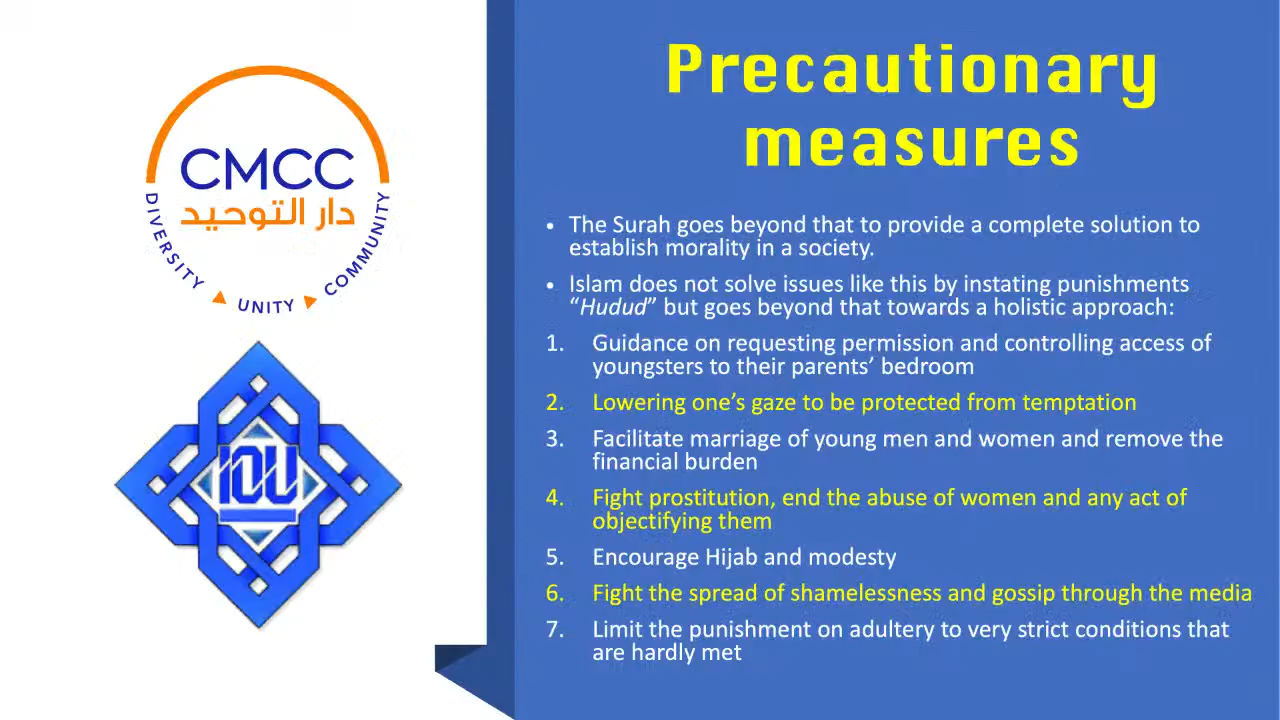 CMCC
دار التوحيد
DIVERSITY ▲ UNITY ▶ COMMUNITY
IOU
Precautionary
measures
• The Surah goes beyond that to provide a complete solution to
establish morality in a society.
• Islam does not solve issues like this by instating punishments
“Hudud” but goes beyond that towards a holistic approach:
1. Guidance on requesting permission and controlling access of
youngsters to their parents’ bedroom
2. Lowering one’s gaze to be protected from temptation
3. Facilitate marriage of young men and women and remove the
financial burden
4. Fight prostitution, end the abuse of women and any act of
objectifying them
5. Encourage Hijab and modesty
6. Fight the spread of shamelessness and gossip through the media
7. Limit the punishment on adultery to very strict conditions that
are hardly met